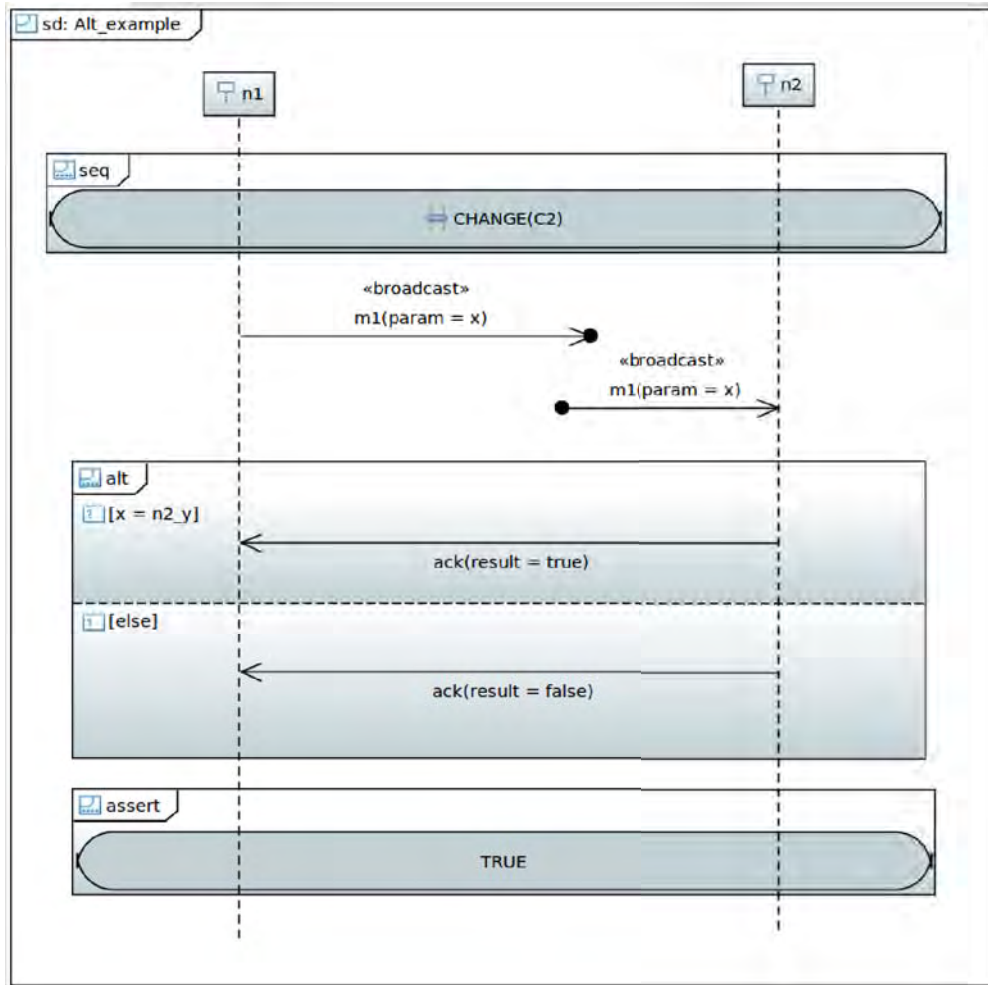 sd: Alt_example
n1
n2
seq
CHANGE(C2)
«broadcast»
m1(param = x)
«broadcast»
m1(param = x)
alt
[x = n2_y]
ack(result = true)
[else]
ack(result = false)
assert
TRUE